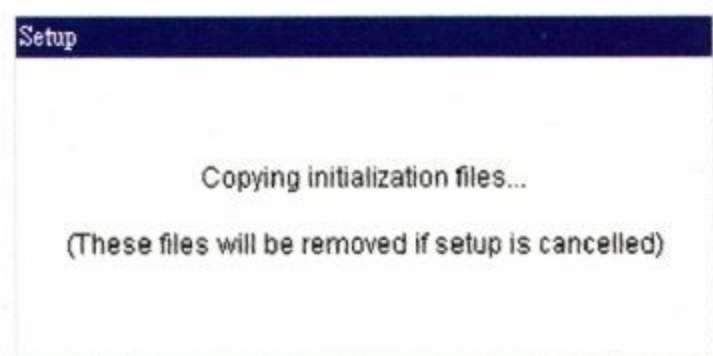 Setup
Copying initialization files...
(These files will be removed if setup is cancelled)